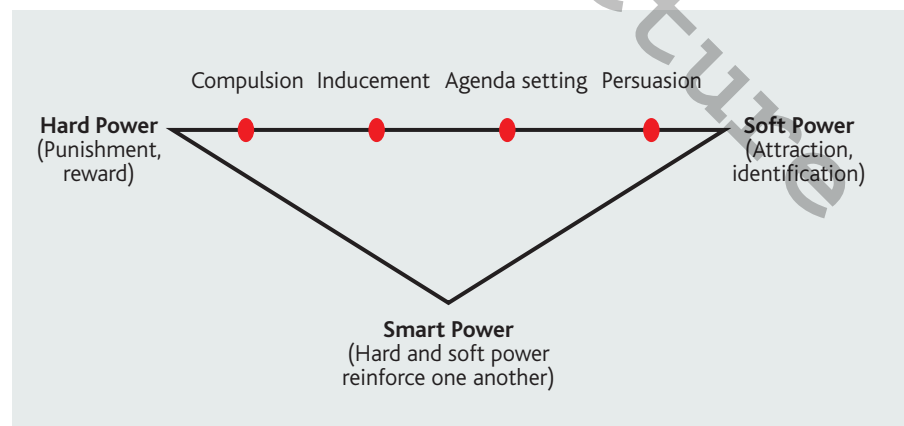 Compulsion Inducement Agenda setting Persuasion
Hard Power
(Punishment,
reward)
Soft Power
(Attraction,
identification)
Smart Power
(Hard and soft power
reinforce one another)